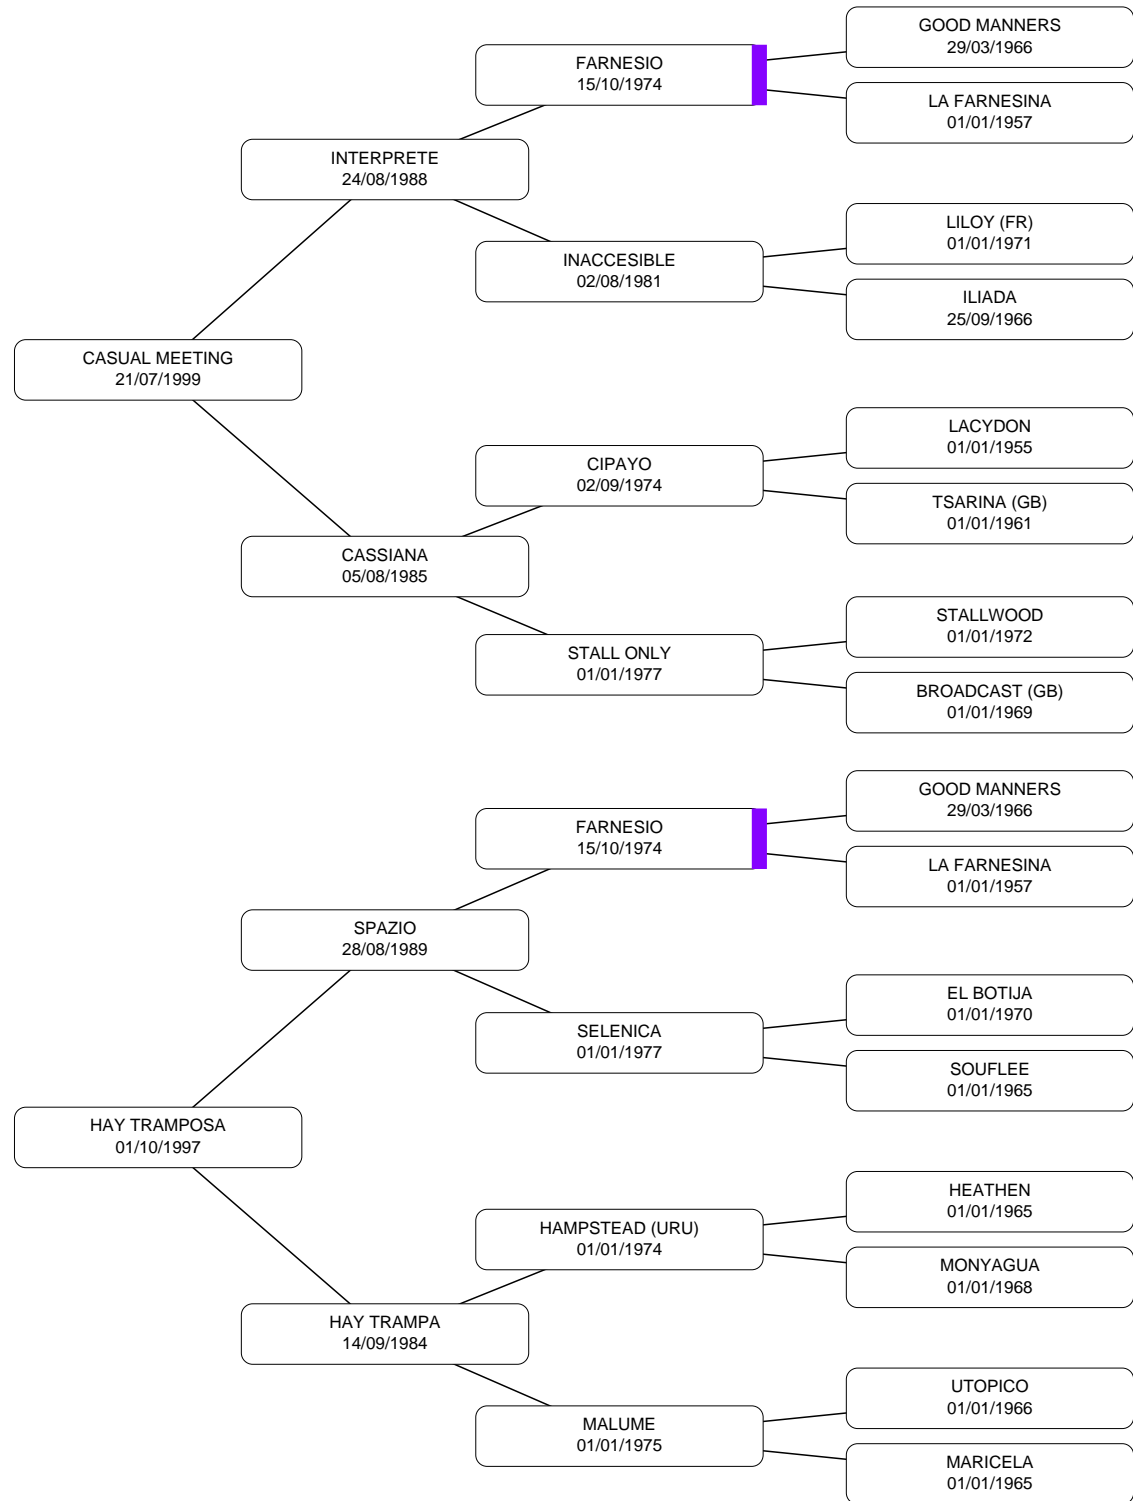 GOOD MANNERS
29/03/1966
FARNESIO
15/10/1974
LA FARNESINA
01/01/1957
INTERPRETE
24/08/1988
LILOY (FR)
01/01/1971
INACCESIBLE
02/08/1981
ILIADA
25/09/1966
CASUAL MEETING
21/07/1999
LACYDON
01/01/1955
CIPAYO
02/09/1974
TSARINA (GB)
01/01/1961
CASSIANA
05/08/1985
STALLWOOD
01/01/1972
STALL ONLY
01/01/1977
BROADCAST (GB)
01/01/1969
GOOD MANNERS
29/03/1966
FARNESIO
15/10/1974
LA FARNESINA
01/01/1957
SPAZIO
28/08/1989
EL BOTIJA
01/01/1970
SELENICA
01/01/1977
SOUFLEE
01/01/1965
HAY TRAMPOSA
01/10/1997
HEATHEN
01/01/1965
HAMPSTEAD (URU)
01/01/1974
MONYAGUA
01/01/1968
HAY TRAMPA
14/09/1984
UTOPICO
01/01/1966
MALUME
01/01/1975
MARICELA
01/01/1965